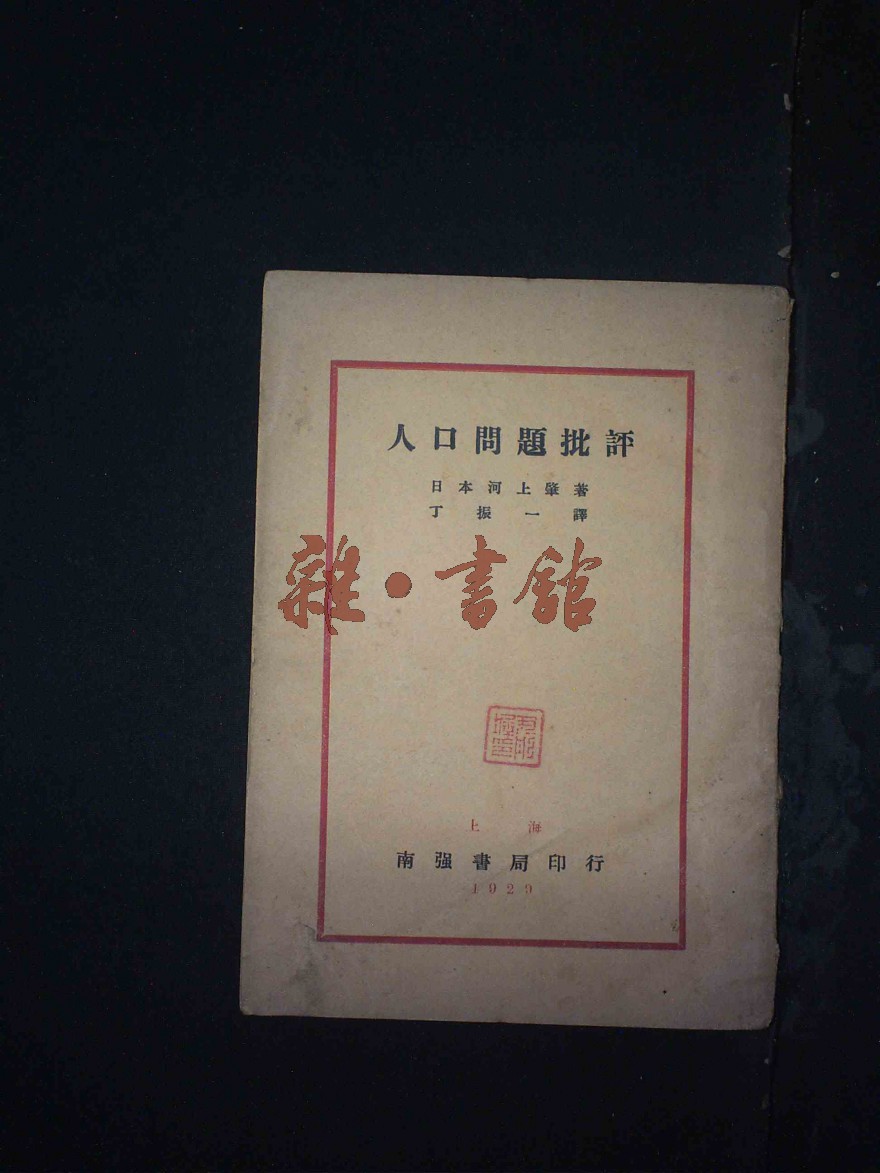 人口問題批評
日本河上肇著
丁振一譯
雜·書館
上海
南强書局印行
1929